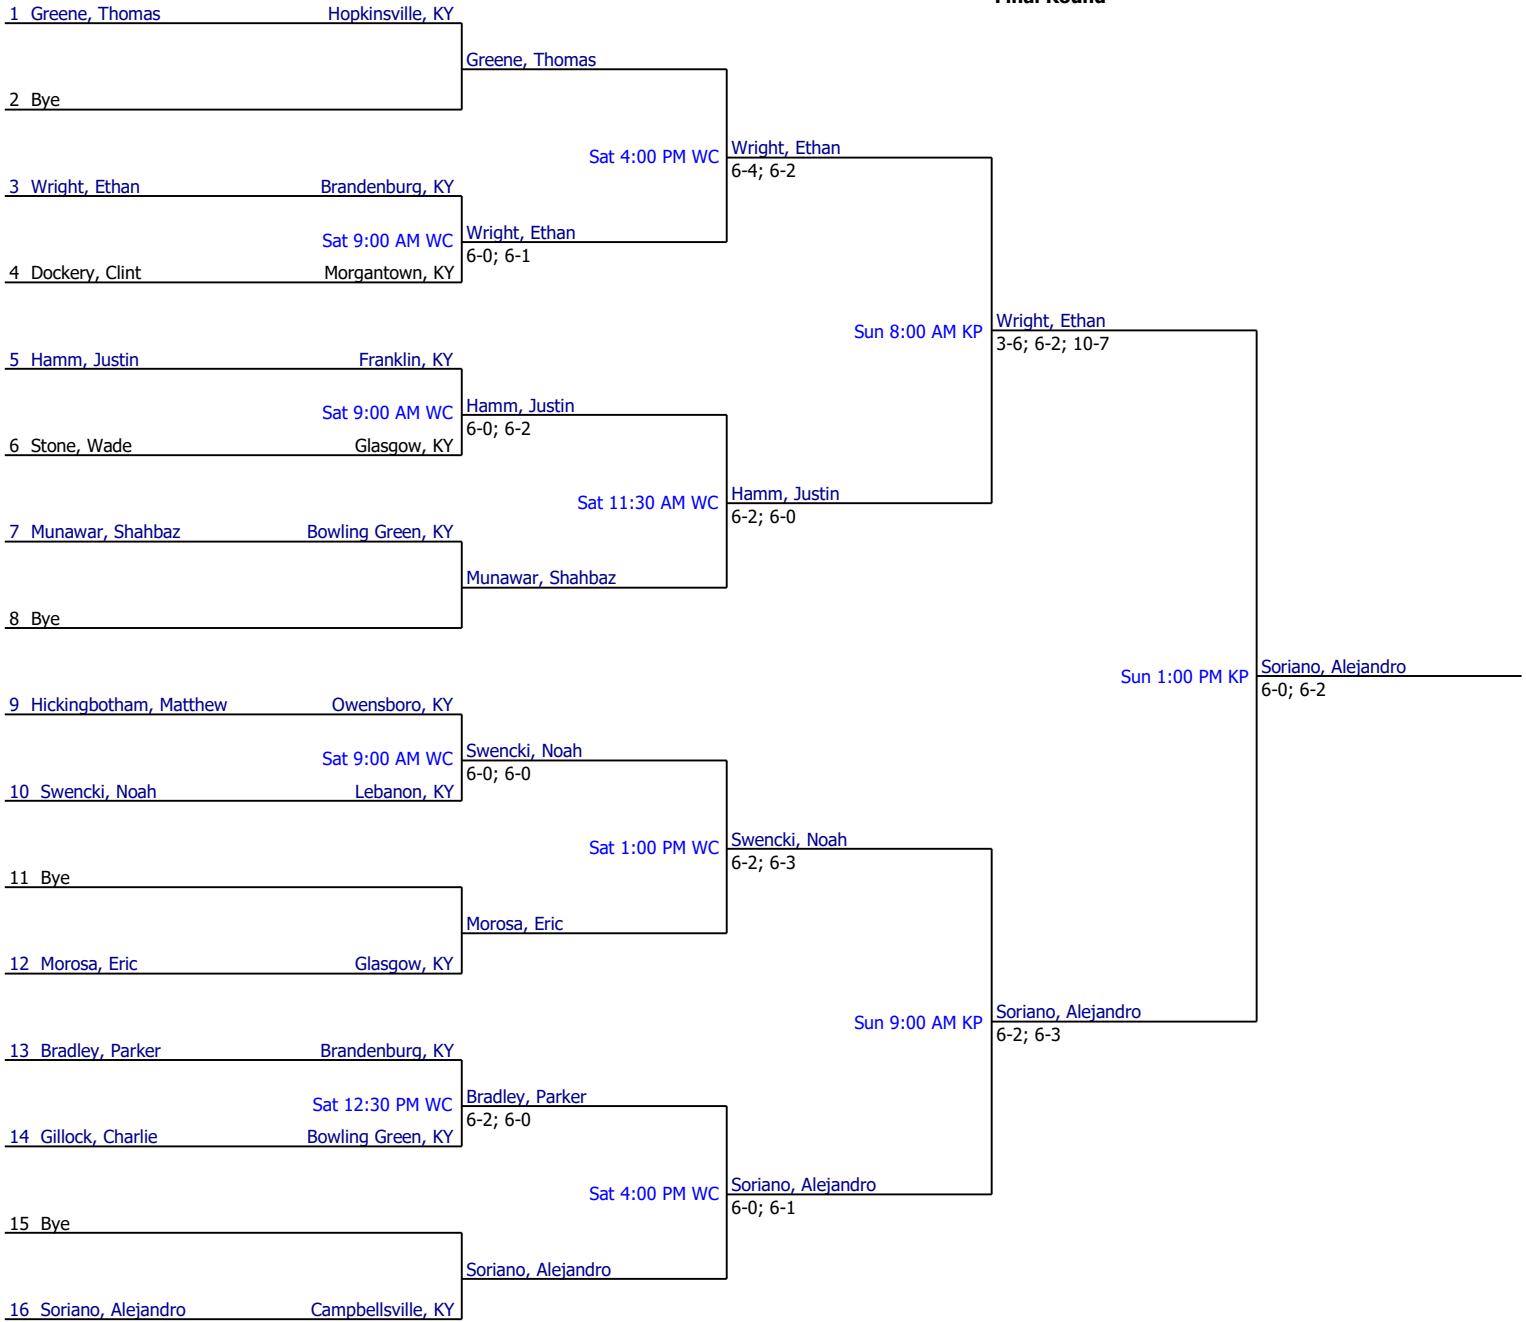 Final Round
1 Greene, Thomas Hopkinsville, KY
Greene, Thomas
2 Bye
Sat 4:00 PM WC Wright, Ethan
6-4; 6-2
3 Wright, Ethan Brandenburg, KY
Sat 9:00 AM WC Wright, Ethan
6-0; 6-1
4 Dockery, Clint Morgantown, KY
Sun 8:00 AM KP Wright, Ethan
3-6; 6-2; 10-7
5 Hamm, Justin Franklin, KY
Sat 9:00 AM WC Hamm, Justin
6-0; 6-2
6 Stone, Wade Glasgow, KY
Sat 11:30 AM WC Hamm, Justin
6-2; 6-0
7 Munawar, Shahbaz Bowling Green, KY
Munawar, Shahbaz
8 Bye
Sun 1:00 PM KP Soriano, Alejandro
6-0; 6-2
9 Hickingbotham, Matthew Owensboro, KY
Sat 9:00 AM WC Swencki, Noah
6-0; 6-0
10 Swencki, Noah Lebanon, KY
Sat 1:00 PM WC Swencki, Noah
6-2; 6-3
11 Bye
Morosa, Eric
12 Morosa, Eric Glasgow, KY
Sun 9:00 AM KP Soriano, Alejandro
6-2; 6-3
13 Bradley, Parker Brandenburg, KY
Sat 12:30 PM WC Bradley, Parker
6-2; 6-0
14 Gillock, Charlie Bowling Green, KY
Sat 4:00 PM WC Soriano, Alejandro
6-0; 6-1
15 Bye
Soriano, Alejandro
16 Soriano, Alejandro Campbellsville, KY